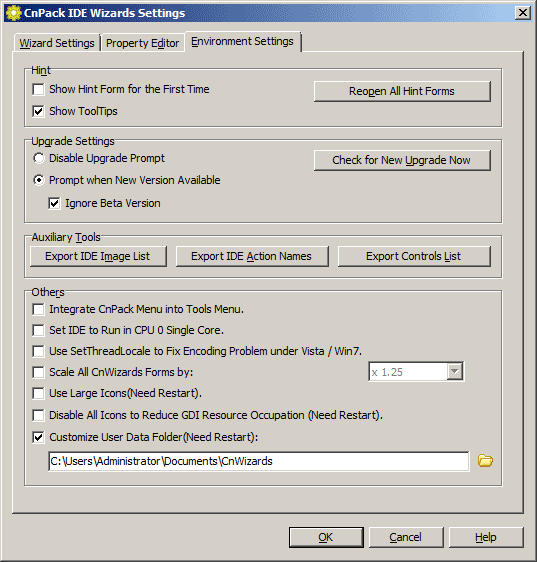 CnPack IDE Wizards Settings
Wizard Settings Property Editor Environment Settings
Hint
Show Hint Form for the First Time
Reopen All Hint Forms
Show ToolTips
Upgrade Settings
Disable Upgrade Prompt
Check for New Upgrade Now
Prompt when New Version Available
Ignore Beta Version
Auxiliary Tools
Export IDE Image List Export IDE Action Names Export Controls List
Others
Integrate CnPack Menu into Tools Menu.
Set IDE to Run in CPU 0 Single Core.
Use SetThreadLocale to Fix Encoding Problem under Vista / Win7.
Scale All CnWizards Forms by: x 1.25
Use Large Icons(Need Restart).
Disable All Icons to Reduce GDI Resource Occupation (Need Restart).
Customize User Data Folder(Need Restart):
C:\Users\Administrator\Documents\CnWizards
OK Cancel Help